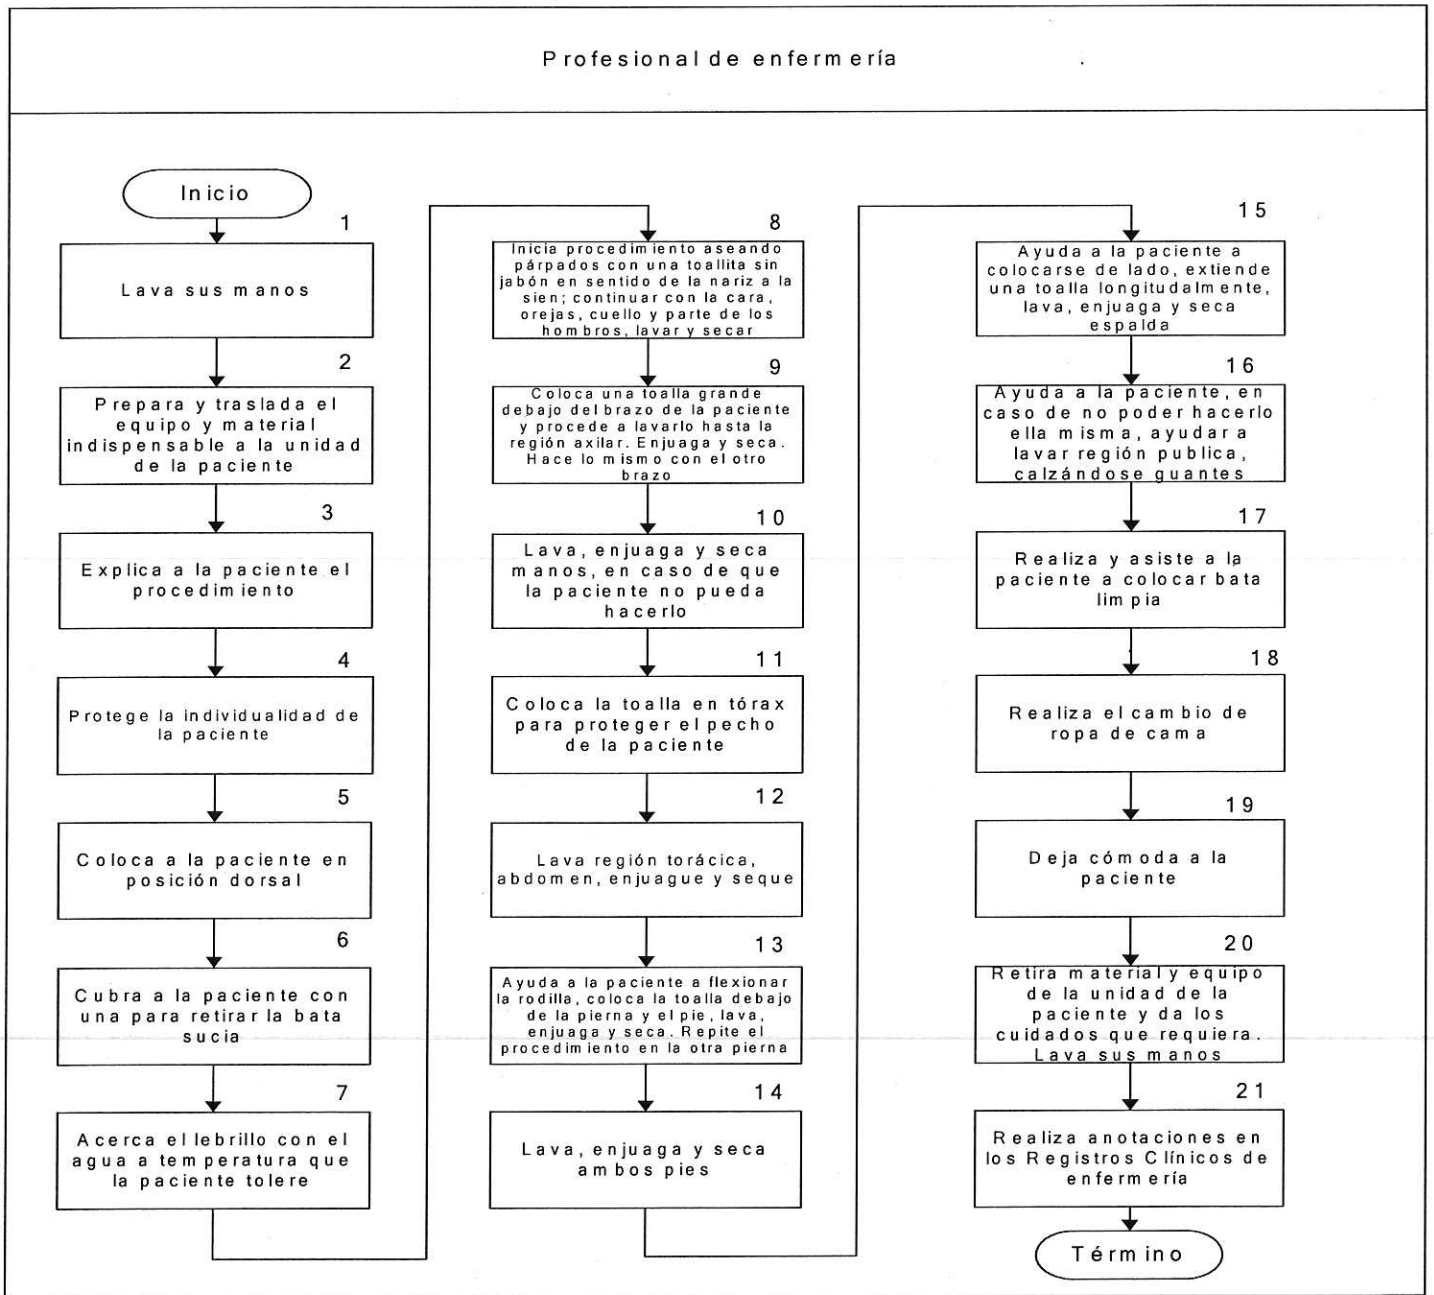 Profesional de enfermería
Inicio
1
Lava sus manos
2
Prepara y traslada el
equipo y material
indispensable a la unidad
de la paciente
3
Explica a la paciente el
procedimiento
4
Protege la individualidad de
la paciente
5
Coloca a la paciente en
posición dorsal
6
Cubra a la paciente con
una para retirar la bata
sucia
7
Acerca el lebrillo con el
agua a temperatura que
la paciente tolere
8
Inicia procedimiento aseando
párpados con una toallita sin
jabón en sentido de la nariz a la
sien; continuar con la cara,
orejas, cuello y parte de los
hombros, lavar y secar
9
Coloca una toalla grande
debajo del brazo de la paciente
y procede a lavarlo hasta la
región axilar. Enjuaga y seca.
Hace lo mismo con el otro
brazo
10
Lava, enjuaga y seca
manos, en caso de que
la paciente no pueda
hacerlo
11
Coloca la toalla en tórax
para proteger el pecho
de la paciente
12
Lava región torácica,
abdomen, enjuague y seque
13
Ayuda a la paciente a flexionar
la rodilla, coloca la toalla debajo
de la pierna y el pie, lava,
enjuaga y seca. Repite el
procedimiento en la otra pierna
14
Lava, enjuaga y seca
ambos pies
15
Ayuda a la paciente a
colocarse de lado, extiende
una toalla longitudalmente,
lava, enjuaga y seca
espalda
16
Ayuda a la paciente, en
caso de no poder hacerlo
ella misma, ayudar a
lavar región publica,
calzándose guantes
17
Realiza y asiste a la
paciente a colocar bata
limpia
18
Realiza el cambio de
ropa de cama
19
Deja cómoda a la
paciente
20
Retira material y equipo
de la unidad de la
paciente y da los
cuidados que requiera.
Lava sus manos
21
Realiza anotaciones en
los Registros Clínicos de
enfermería
Término